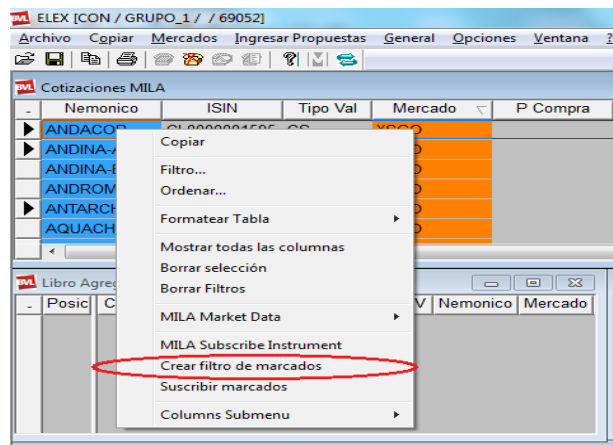 BVL ELEX [CON / GRUPO_1 / / 69052]
Archivo Copiar Mercados Ingresar Propuestas General Opciones Ventana ?
BVL Cotizaciones MILA
- Nemonico ISIN Tipo Val Mercado P Compra
ANDACOR
ANDINA-A
ANDINA-B
ANDROM
ANTARCH
AQUACH
Copiar
Filtro...
Ordenar...
Formatear Tabla
Mostrar todas las columnas
Borrar selección
Borrar Filtros
MILA Market Data
MILA Subscribe Instrument
Crear filtro de marcados
Suscribir marcados
Columns Submenu
BVL Libro Agreg
- Posic C V Nemonico Mercado